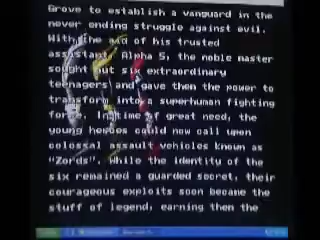 Grove to establish a vanguard in the
never ending struggle against evil.
With the aid of his trusted
assistant, Alpha 5, the noble master
sought out six extraordinary
teenagers and gave then the power to
transform into a superhuman fighting
force. In time of great need, the
young heroes could now call upon
colossal assault vehicles known as
"Zords". While the identity of the
six remained a guarded secret, their
courageous exploits soon became the
stuff of legend, earning then the